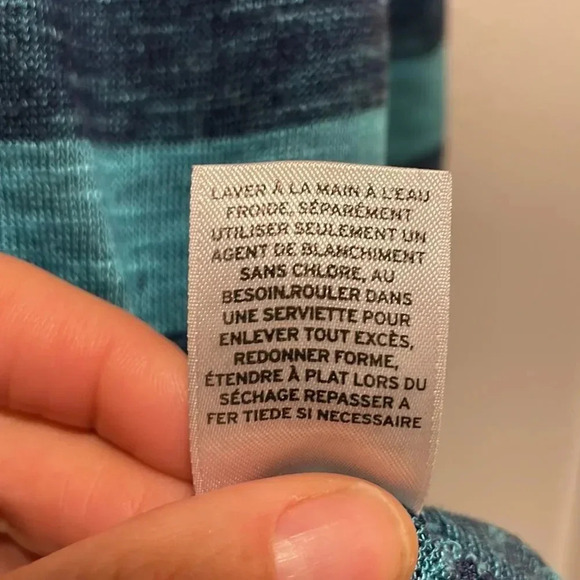 LAVER À LA MAIN À L'EAU
FROIDE, SÉPARÉMENT
UTILISER SEULEMENT UN
AGENT DE BLANCHIMENT
SANS CHLORE, AU
BESOIN.ROULER DANS
UNE SERVIETTE POUR
ENLEVER TOUT EXCÈS,
REDONNER FORME,
ÉTENDRE À PLAT LORS DU
SÉCHAGE REPASSER A
FER TIEDE SI NECESSAIRE